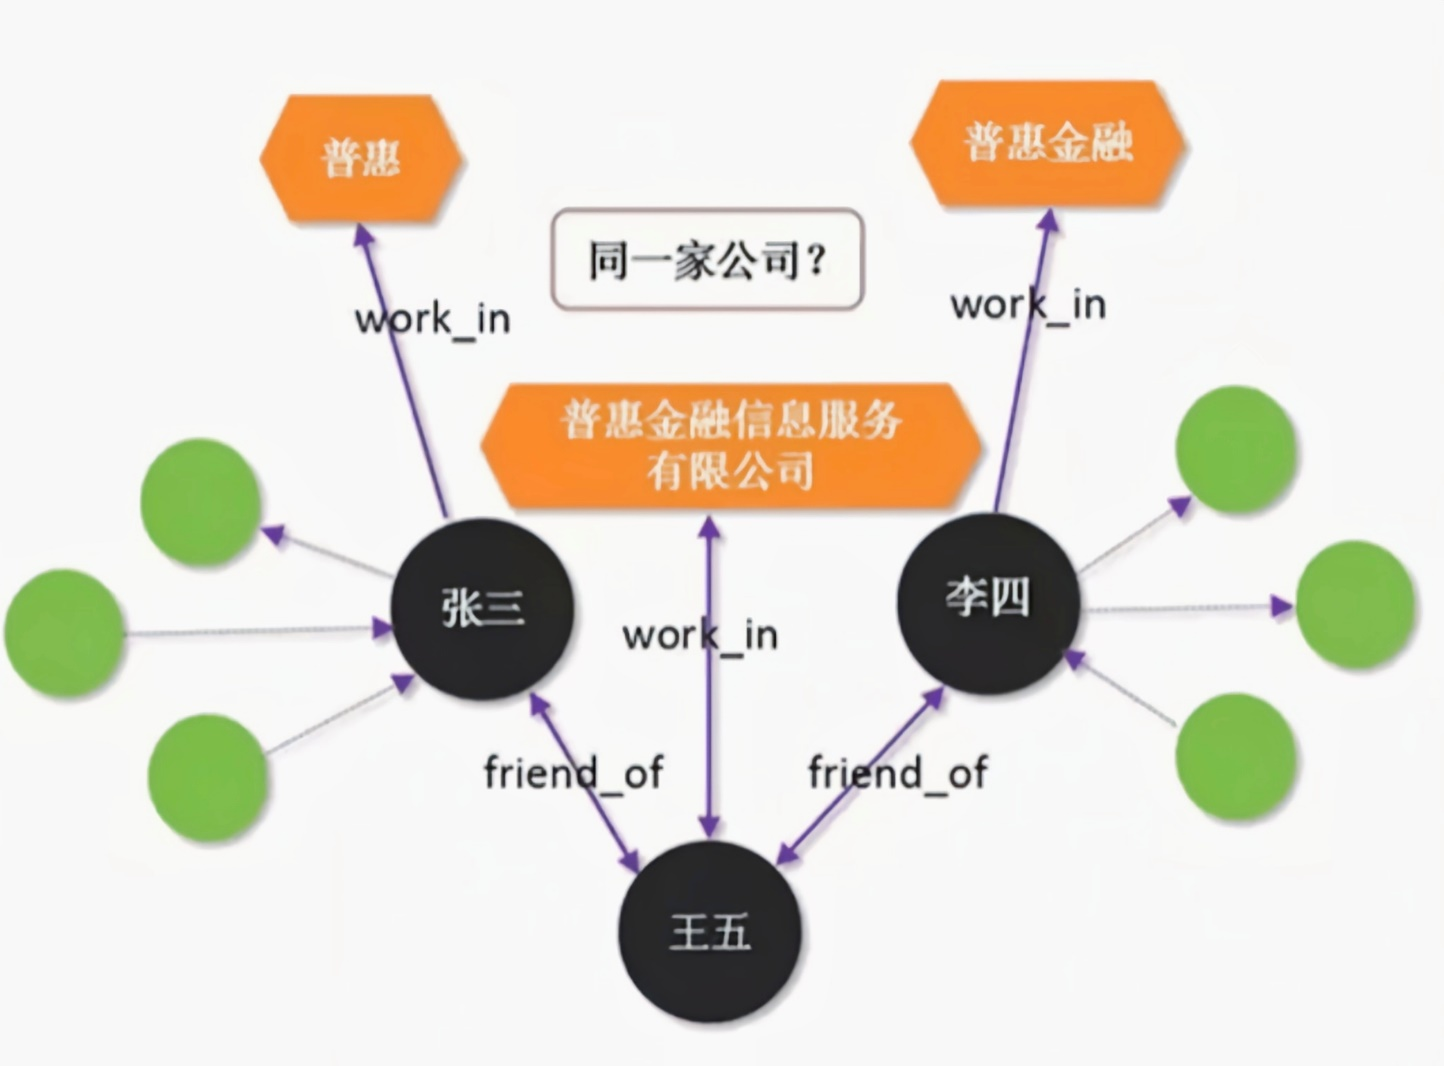 普惠
普惠金融
同一家公司？
work_in
work_in
普惠金融信息服务
有限公司
张三
李四
work_in
friend_of
friend_of
王五